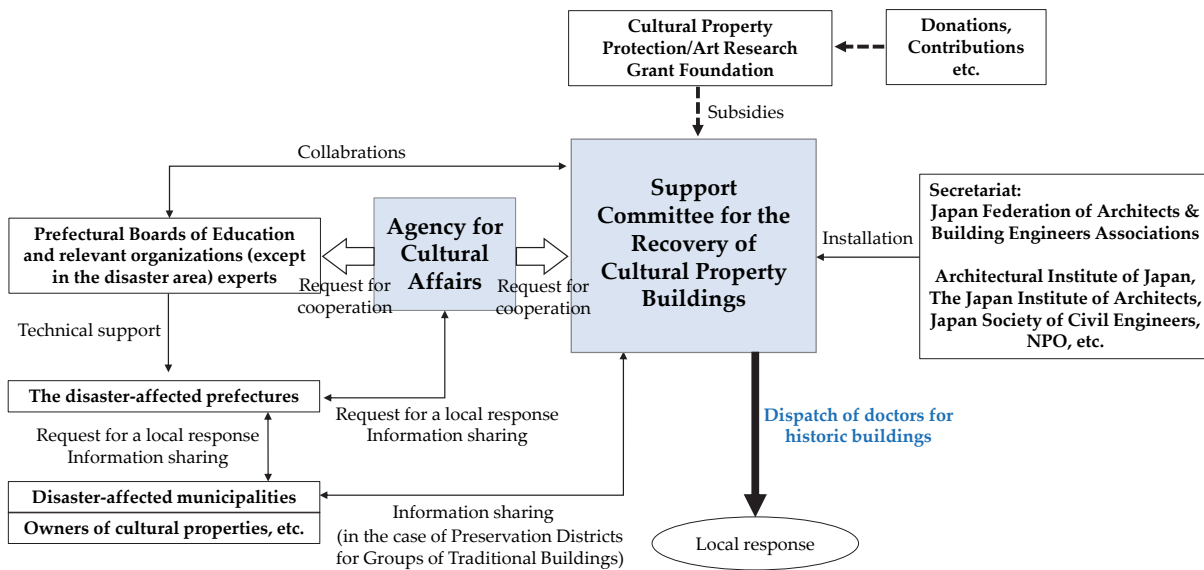 Cultural Property
Protection/Art Research
Grant Foundation
Donations,
Contributions
etc.
Subsidies
Collabrations
Support
Committee for the
Recovery of
Cultural Property
Buildings
Agency for
Cultural
Affairs
Prefectural Boards of Education
and relevant organizations (except
in the disaster area) experts
Request for
cooperation
Request for
cooperation
Installation
Secretariat:
Japan Federation of Architects &
Building Engineers Associations
Architectural Institute of Japan,
The Japan Institute of Architects,
Japan Society of Civil Engineers,
NPO, etc.
Technical support
The disaster-affected prefectures
Request for a local response
Information sharing
Request for a local response
Information sharing
Dispatch of doctors for
historic buildings
Disaster-affected municipalities
Owners of cultural properties, etc.
Information sharing
(in the case of Preservation Districts
for Groups of Traditional Buildings)
Local response